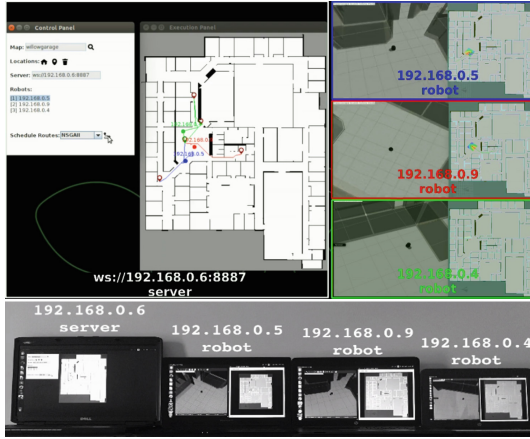 Control Panel
Execution Panel
Map: willowgarage
Locations:
Server: ws://192.168.0.6:8887
Robots:
[1] 192.168.0.5
[2] 192.168.0.9
[3] 192.168.0.4
Schedule Routes: NSGAII
ws://192.168.0.6:8887
server
192.168.0.5
robot
192.168.0.9
robot
192.168.0.4
robot
192.168.0.6
server
192.168.0.5
robot
192.168.0.9
robot
192.168.0.4
robot
DELL